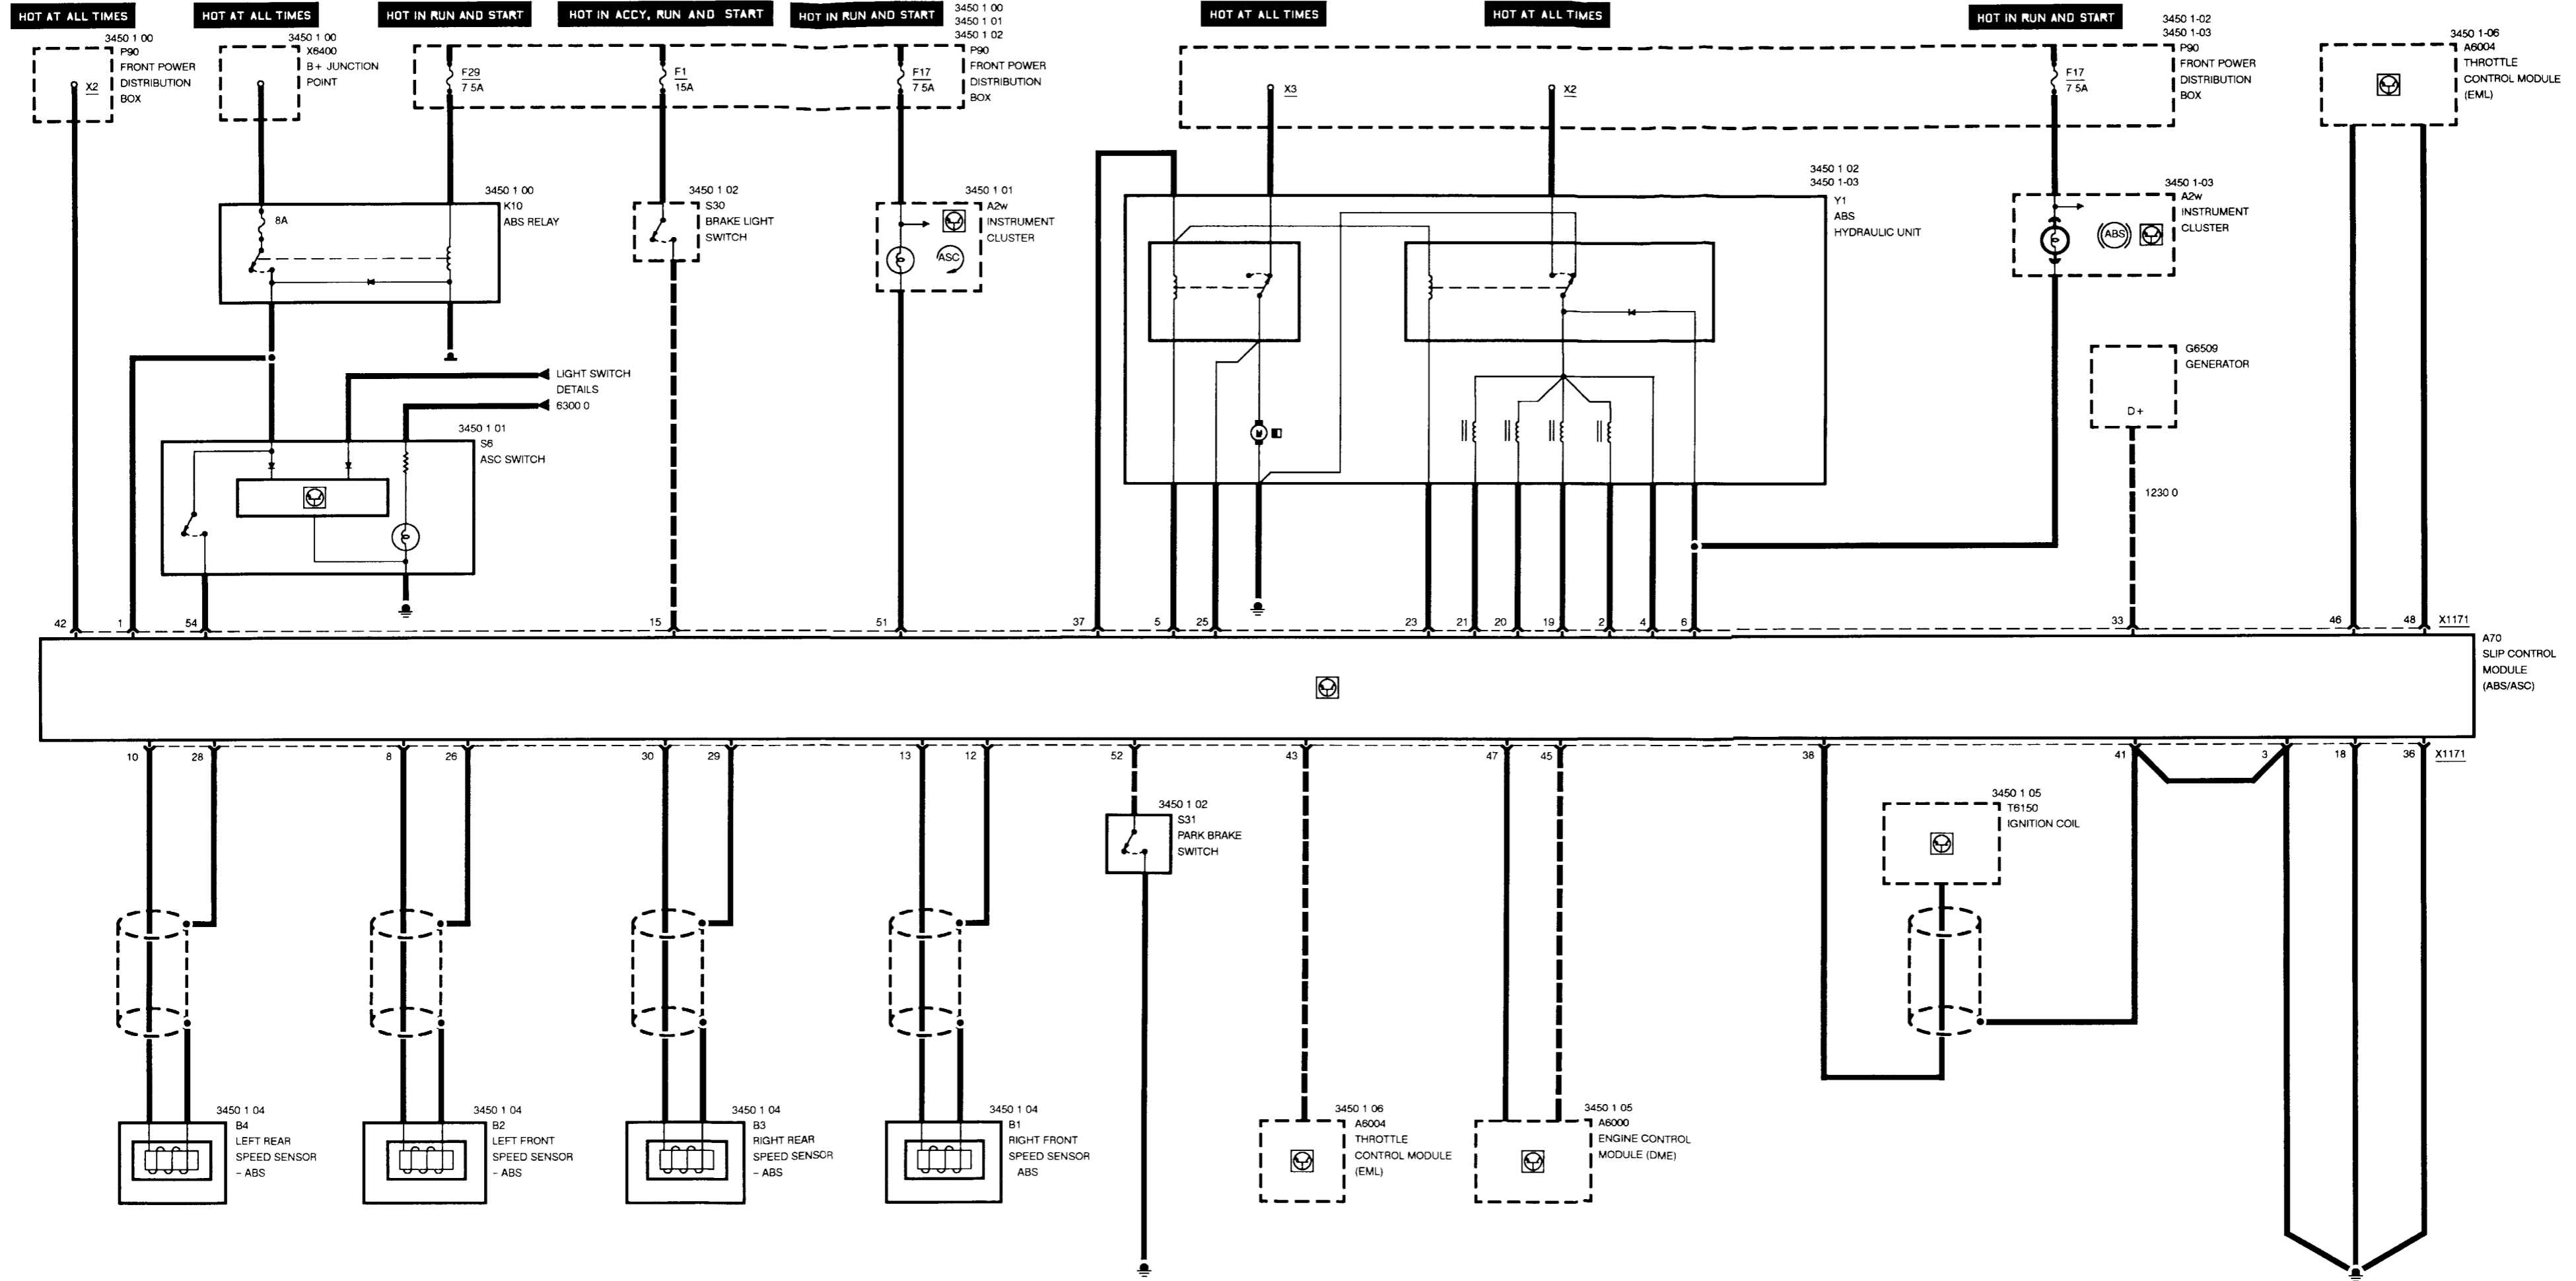 HOT AT ALL TIMES
HOT AT ALL TIMES
HOT IN RUN AND START
HOT IN ACCY, RUN AND START
HOT IN RUN AND START
HOT AT ALL TIMES
HOT AT ALL TIMES
HOT IN RUN AND START
3450 1 00
P90
FRONT POWER
DISTRIBUTION
BOX
X2
3450 1 00
X6400
B+ JUNCTION
POINT
F29
7 5A
F1
15A
F17
7 5A
3450 1 00
3450 1 01
3450 1 02
P90
FRONT POWER
DISTRIBUTION
BOX
X3
X2
F17
7 5A
3450 1-02
3450 1-03
P90
FRONT POWER
DISTRIBUTION
BOX
3450 1-06
A6004
THROTTLE
CONTROL MODULE
(EML)
8A
3450 1 00
K10
ABS RELAY
3450 1 02
S30
BRAKE LIGHT
SWITCH
3450 1 01
A2w
INSTRUMENT
CLUSTER
ASC
3450 1 02
3450 1-03
Y1
ABS
HYDRAULIC UNIT
M
3450 1-03
A2w
INSTRUMENT
CLUSTER
ABS
G6509
GENERATOR
D+
1230 0
LIGHT SWITCH
DETAILS
6300 0
3450 1 01
S6
ASC SWITCH
42
1
54
15
51
37
5
25
23
21
20
19
2
4
6
33
46
48
X1171
A70
SLIP CONTROL
MODULE
(ABS/ASC)
10
28
8
26
30
29
13
12
52
43
47
45
38
41
3
18
36
X1171
3450 1 02
S31
PARK BRAKE
SWITCH
3450 1 05
T6150
IGNITION COIL
3450 1 04
B4
LEFT REAR
SPEED SENSOR
– ABS
3450 1 04
B2
LEFT FRONT
SPEED SENSOR
– ABS
3450 1 04
B3
RIGHT REAR
SPEED SENSOR
– ABS
3450 1 04
B1
RIGHT FRONT
SPEED SENSOR
ABS
3450 1 06
A6004
THROTTLE
CONTROL MODULE
(EML)
3450 1 05
A6000
ENGINE CONTROL
MODULE (DME)